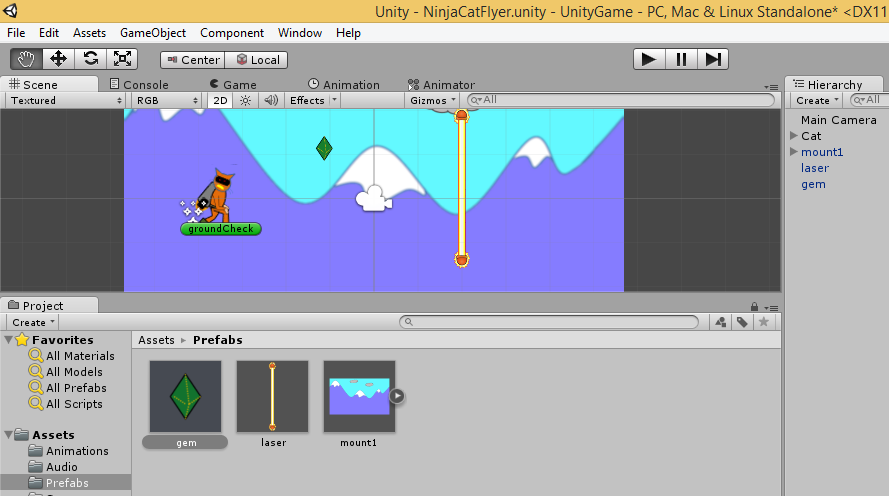 Unity - NinjaCatFlyer.unity - UnityGame - PC, Mac & Linux Standalone* <DX11
File Edit Assets GameObject Component Window Help
Center Local
Scene Console Game Animation Animator Hierarchy
Textured RGB 2D Effects Gizmos All Create All
Main Camera
Cat
mount1
laser
gem
groundCheck
Project
Create
Favorites
All Materials
All Models
All Prefabs
All Scripts
Assets
Animations
Audio
Prefabs
Assets Prefabs
gem laser mount1